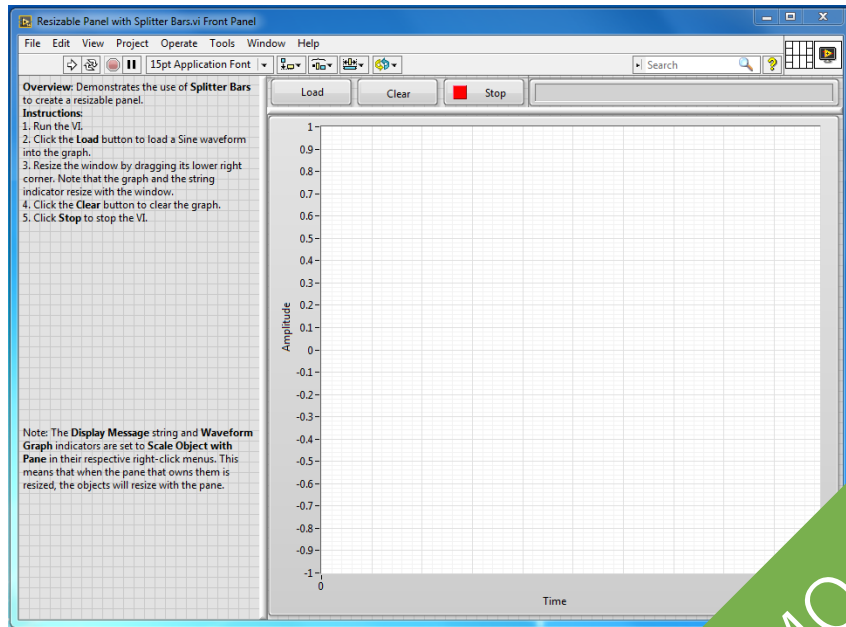 Resizable Panel with Splitter Bars.vi Front Panel
File Edit View Project Operate Tools Window Help
15pt Application Font
Search
?
Overview: Demonstrates the use of Splitter Bars
to create a resizable panel.
Instructions:
1. Run the VI.
2. Click the Load button to load a Sine waveform
into the graph.
3. Resize the window by dragging its lower right
corner. Note that the graph and the string
indicator resize with the window.
4. Click the Clear button to clear the graph.
5. Click Stop to stop the VI.
Note: The Display Message string and Waveform
Graph indicators are set to Scale Object with
Pane in their respective right-click menus. This
means that when the pane that owns them is
resized, the objects will resize with the pane.
Load Clear Stop
Amplitude
1
0.9
0.8
0.7
0.6
0.5
0.4
0.3
0.2
0.1
0
-0.1
-0.2
-0.3
-0.4
-0.5
-0.6
-0.7
-0.8
-0.9
-1
0
Time